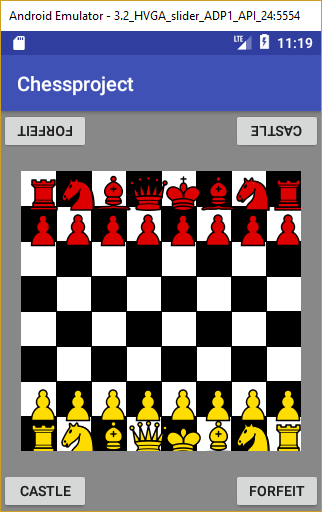 Android Emulator - 3.2_HVGA_slider_ADP1_API_24:5554
LTE 11:19
Chessproject
FORFEIT CASTLE
CASTLE FORFEIT